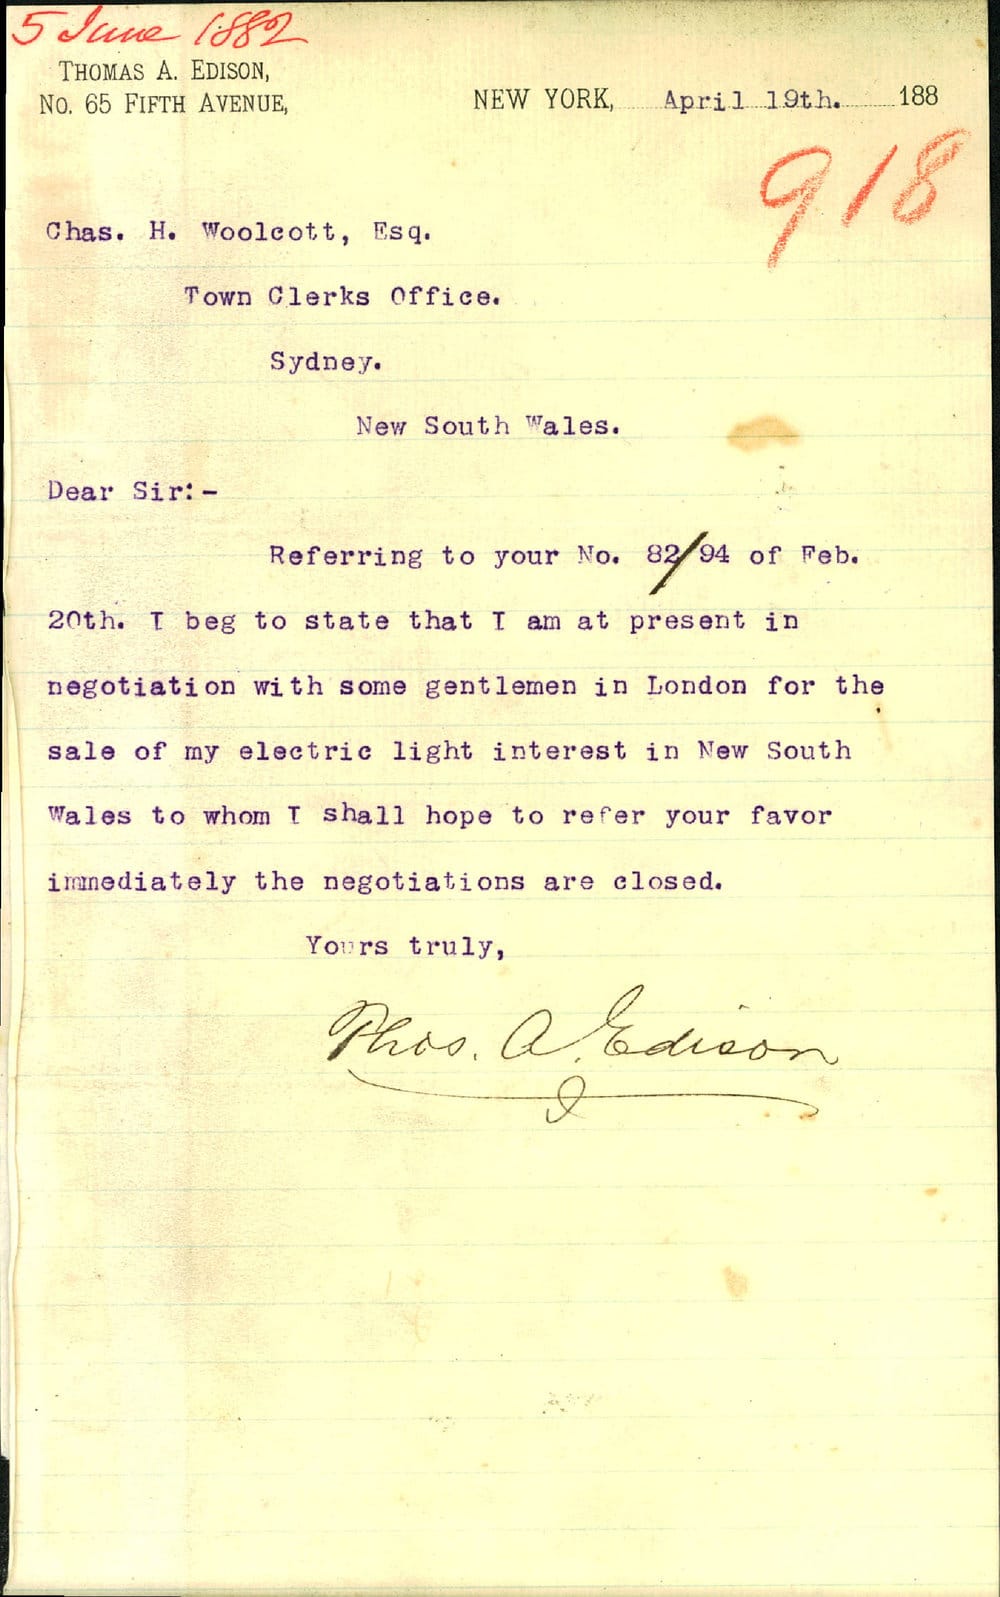 5 June 1882
THOMAS A. EDISON,
NO. 65 FIFTH AVENUE,
NEW YORK, April 19th. 188
918
Chas. H. Woolcott, Esq.
Town Clerks Office.
Sydney.
New South Wales.
Dear Sir:-
Referring to your No. 82/94 of Feb.
20th. I beg to state that I am at present in
negotiation with some gentlemen in London for the
sale of my electric light interest in New South
Wales to whom I shall hope to refer your favor
immediately the negotiations are closed.
Yours truly,
Thos. A. Edison